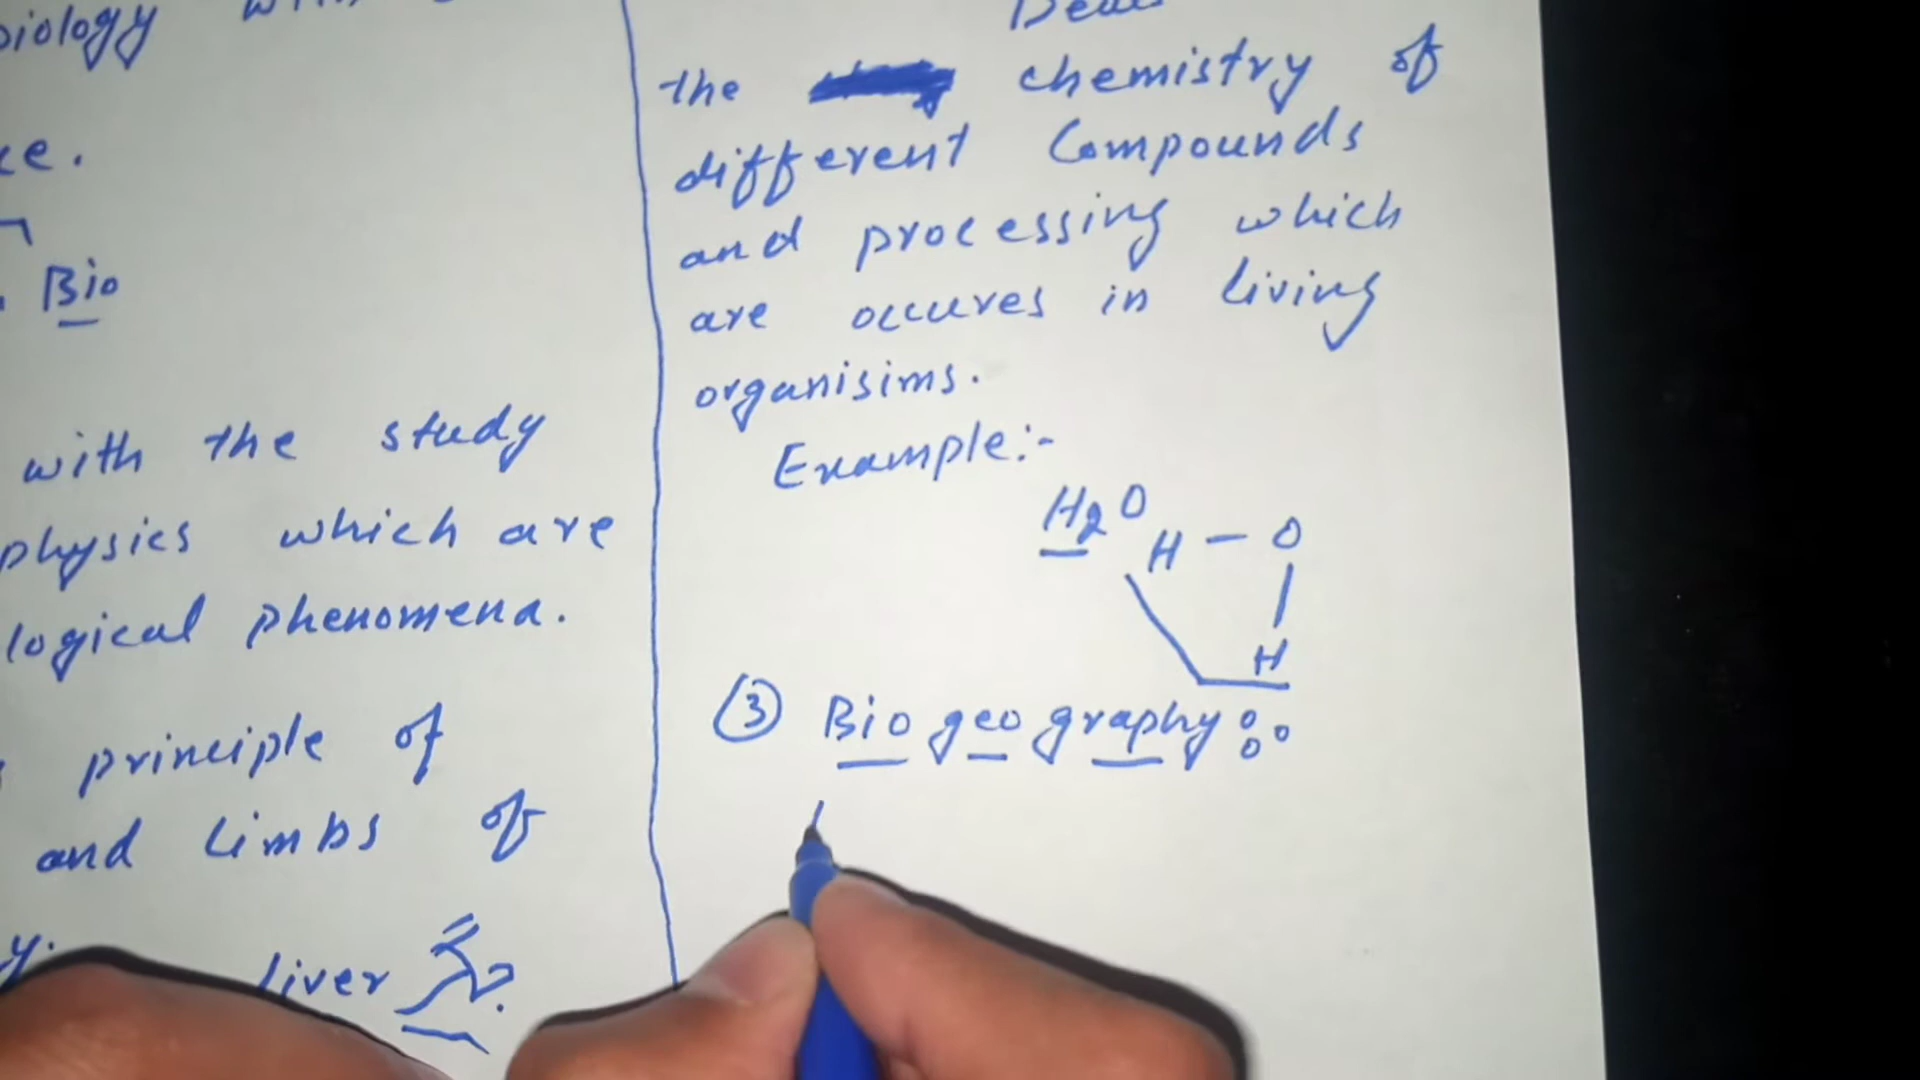 biology
ce.
Bio
with the study
physics which are
logical phenomena.
principle of
and limbs of
y.
liver
the chemistry of
different Compounds
and processing which
are occures in living
organisims.
Example:-
H2O
H - O
H
③ Biogeography: